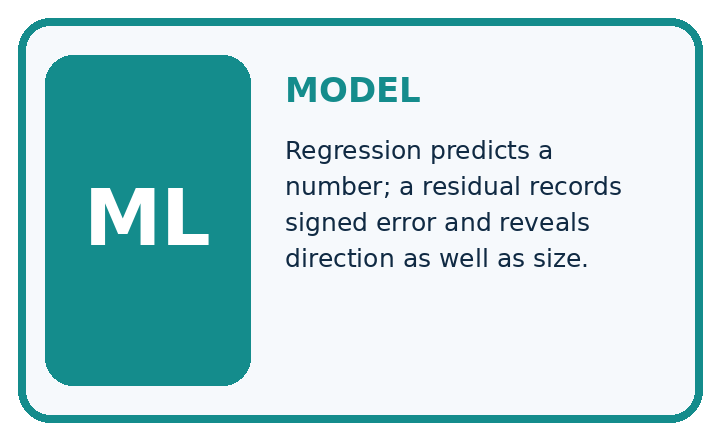 ML
MODEL
Regression predicts a
number; a residual records
signed error and reveals
direction as well as size.